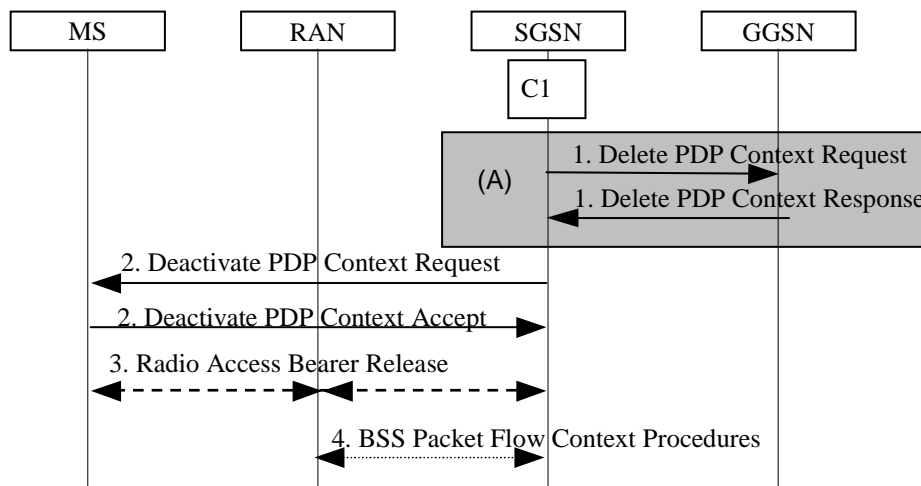 MS RAN SGSN GGSN
C1
1. Delete PDP Context Request
(A)
1. Delete PDP Context Response
2. Deactivate PDP Context Request
2. Deactivate PDP Context Accept
3. Radio Access Bearer Release
4. BSS Packet Flow Context Procedures